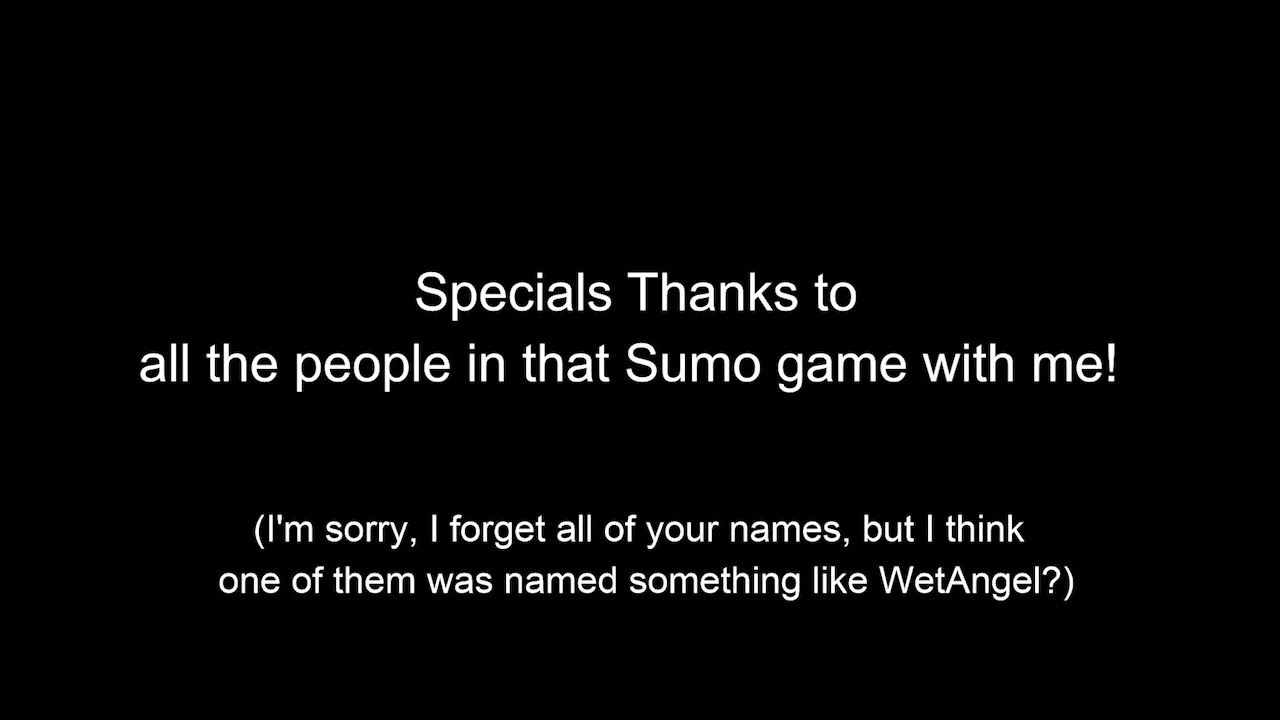 Specials Thanks to
all the people in that Sumo game with me!
(I'm sorry, I forget all of your names, but I think
one of them was named something like WetAngel?)